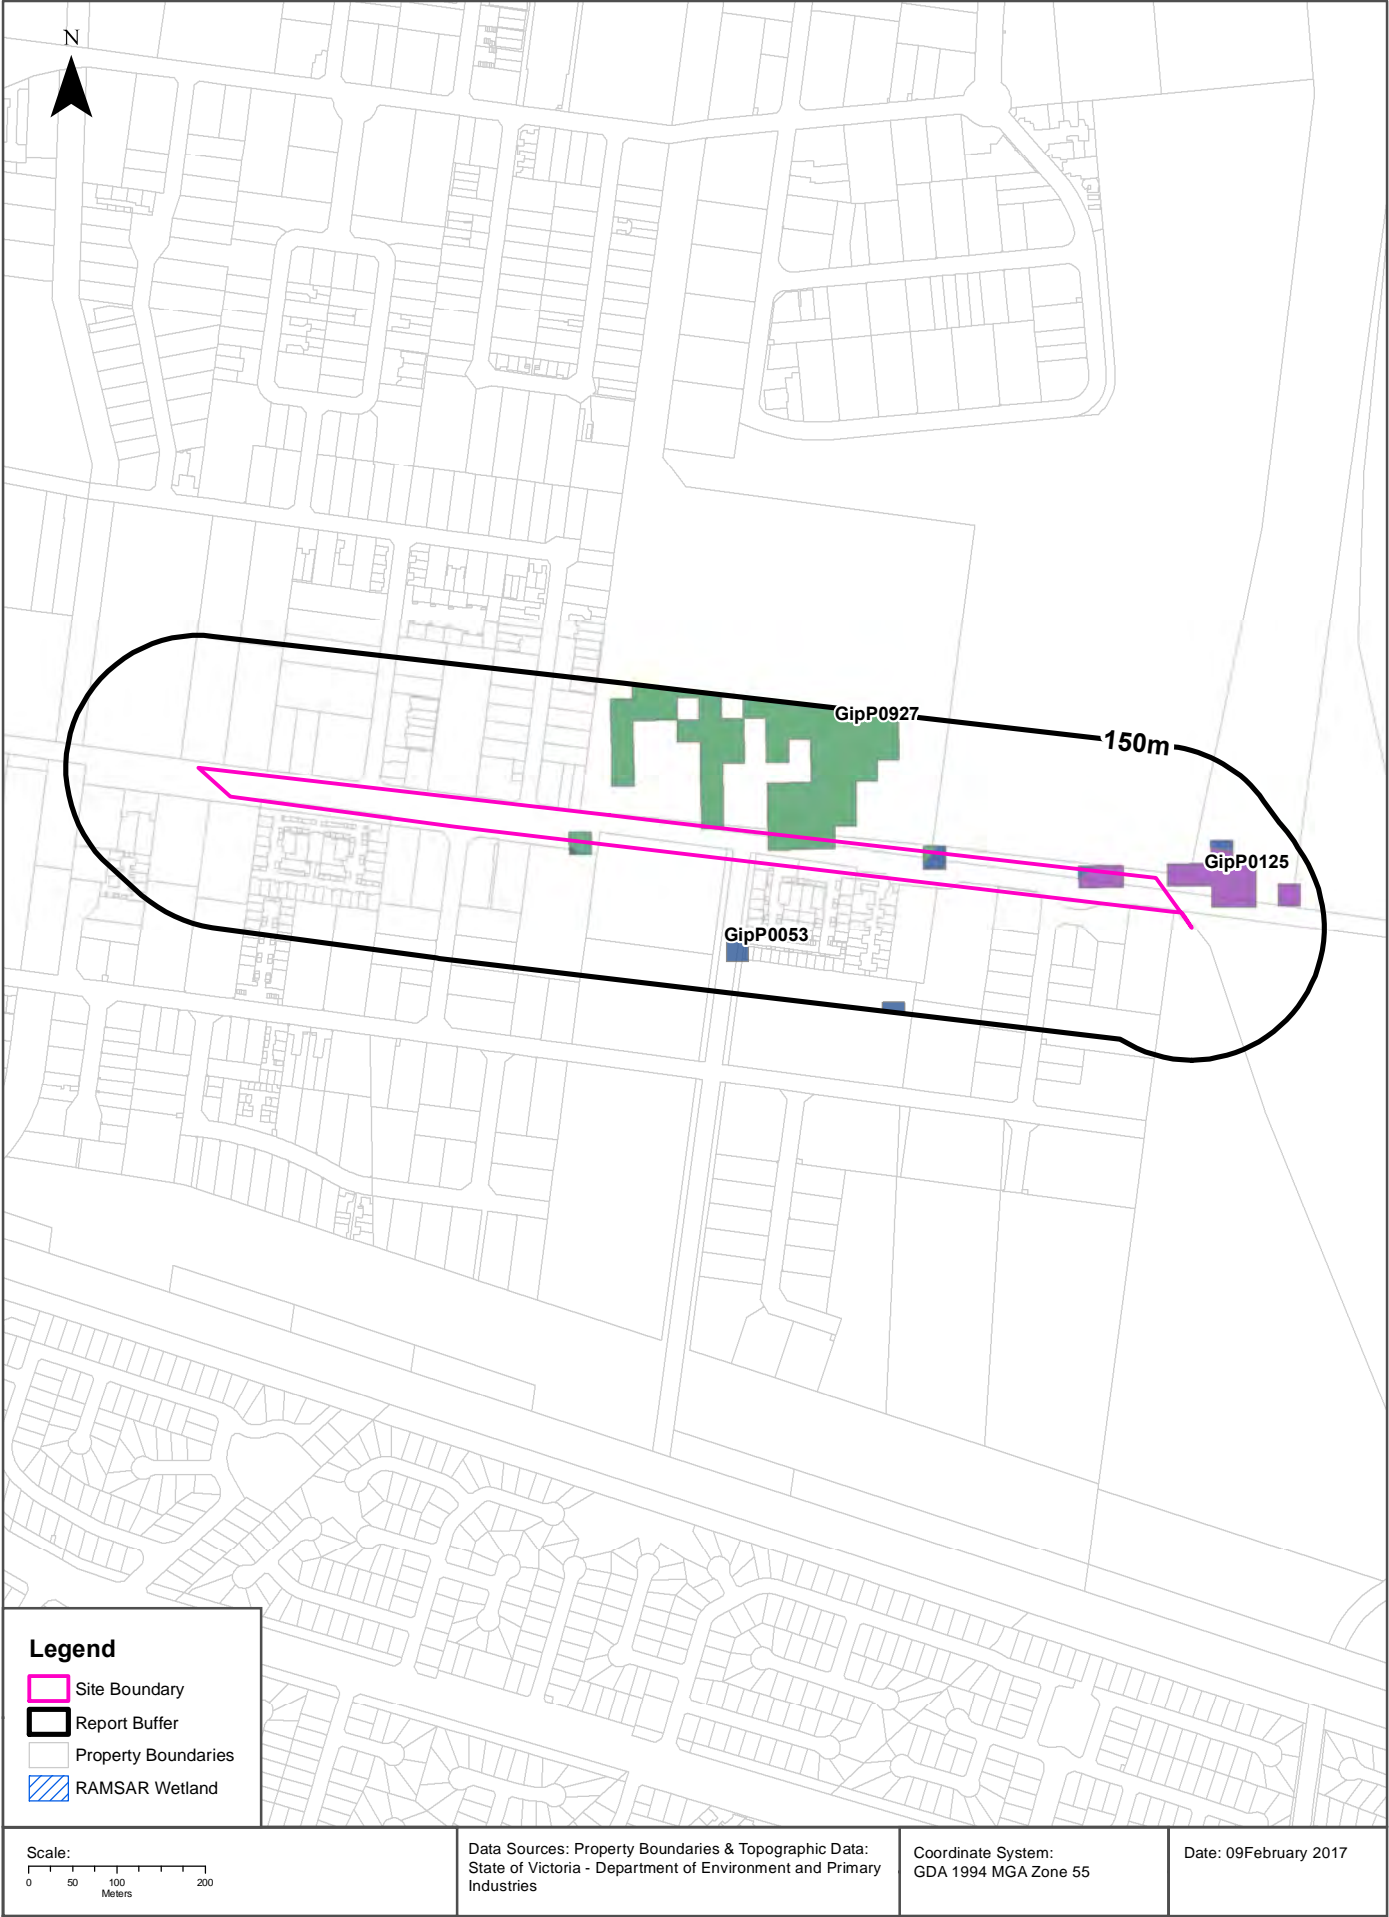 N
GipP0927
150m
GipP0125
GipP0053
Legend
Site Boundary
Report Buffer
Property Boundaries
RAMSAR Wetland
Scale:
0 50 100 200
Meters
Data Sources: Property Boundaries & Topographic Data:
State of Victoria - Department of Environment and Primary
Industries
Coordinate System:
GDA 1994 MGA Zone 55
Date: 09February 2017